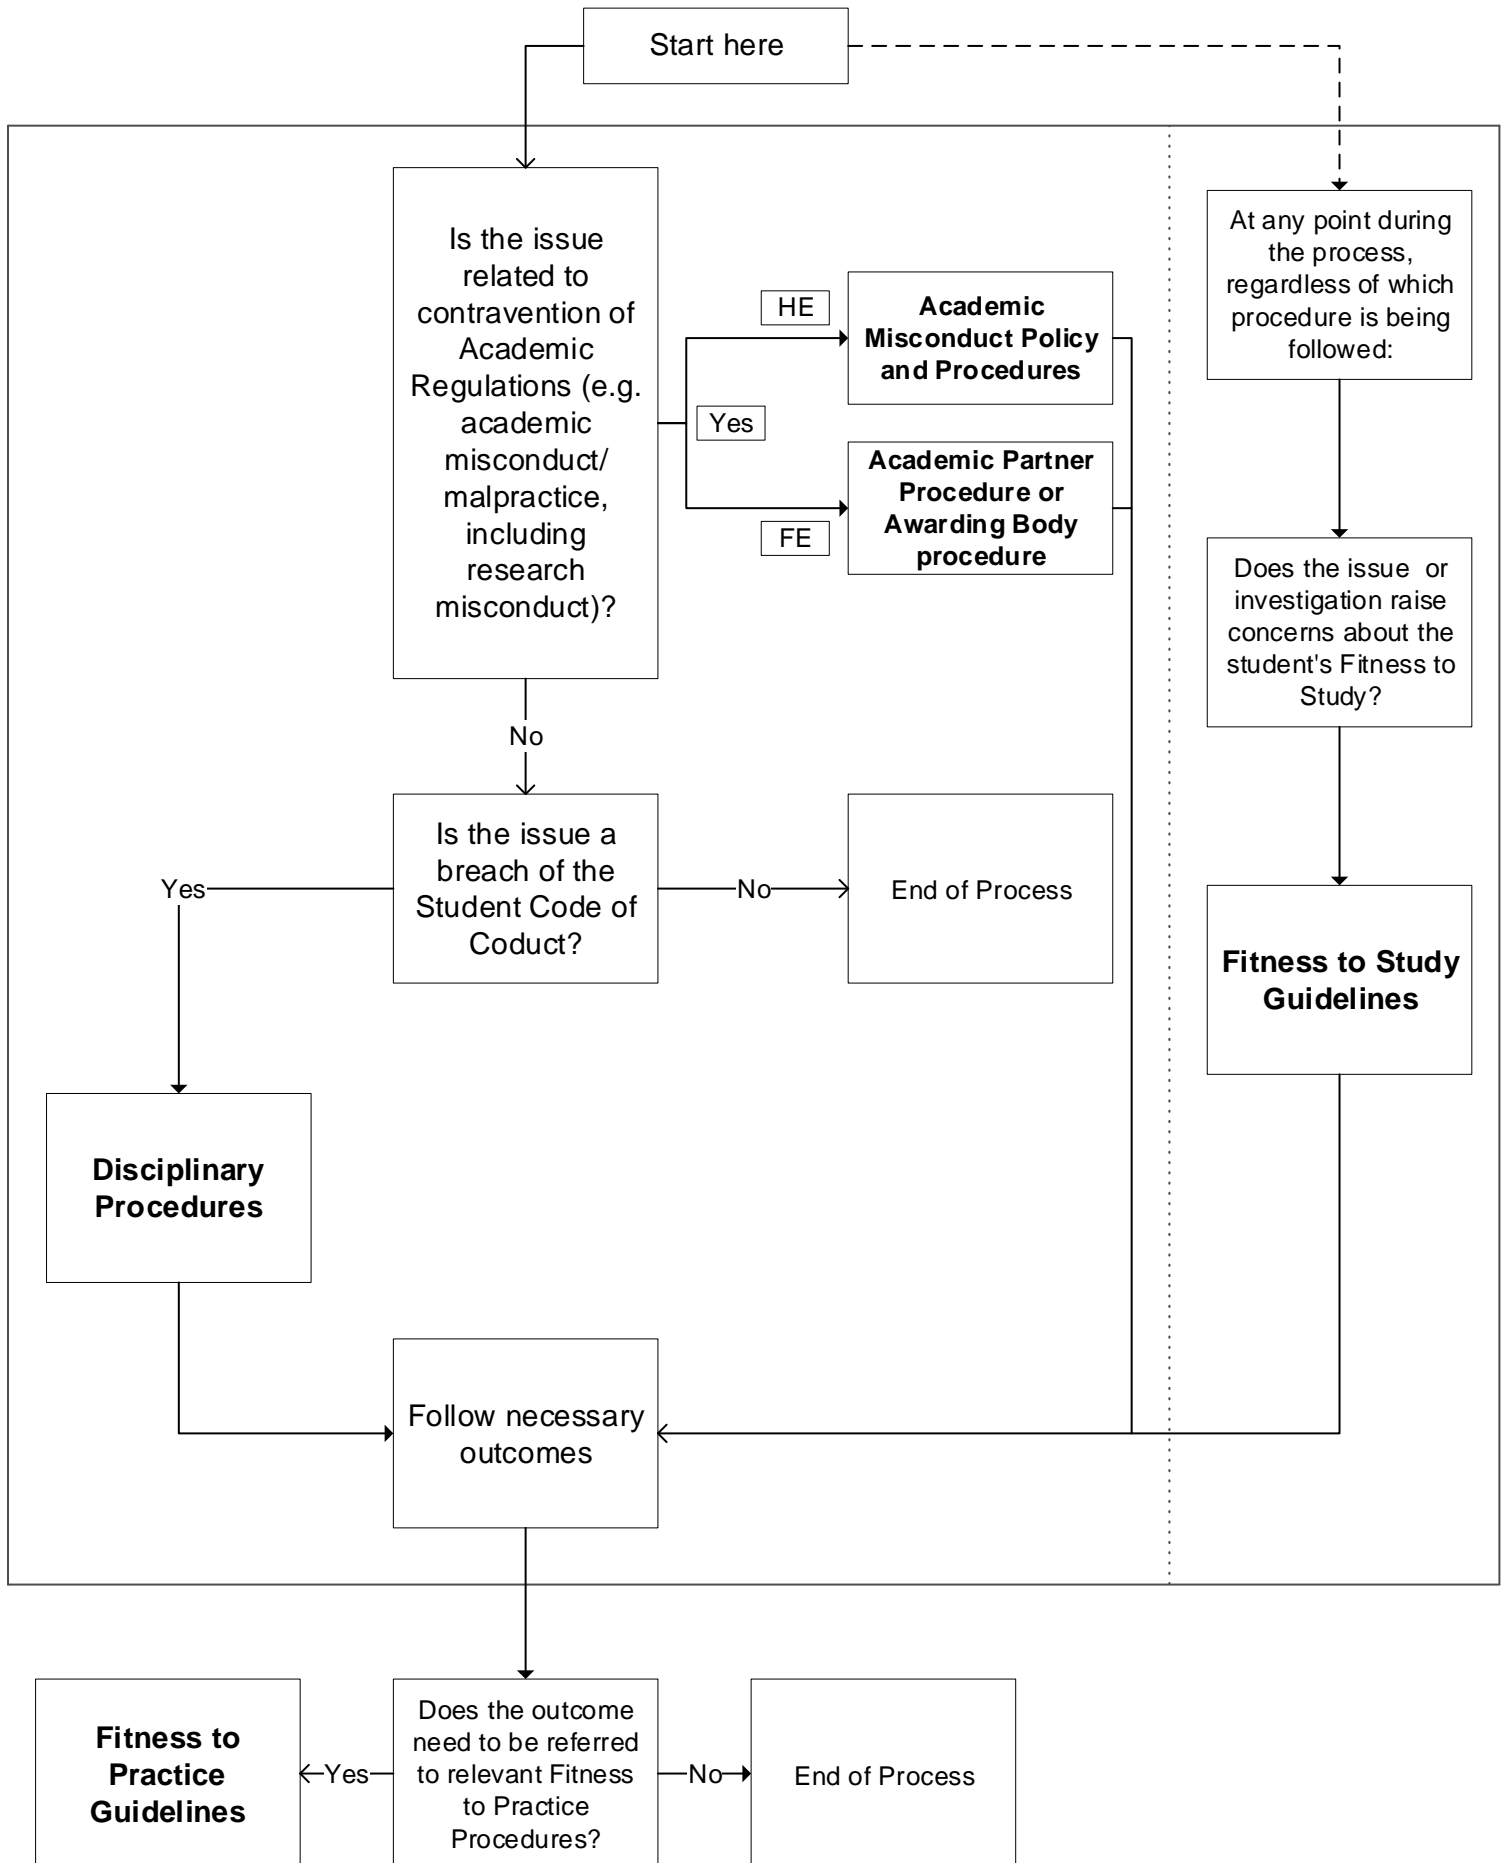 Start here
Is the issue
related to
contravention of
Academic
Regulations (e.g.
academic
misconduct/
malpractice,
including
research
misconduct)?
Yes
HE
Academic
Misconduct Policy
and Procedures
FE
Academic Partner
Procedure or
Awarding Body
procedure
No
Is the issue a
breach of the
Student Code of
Coduct?
No
End of Process
Yes
Disciplinary
Procedures
Follow necessary
outcomes
At any point during
the process,
regardless of which
procedure is being
followed:
Does the issue or
investigation raise
concerns about the
student's Fitness to
Study?
Fitness to Study
Guidelines
Does the outcome
need to be referred
to relevant Fitness
to Practice
Procedures?
Yes
Fitness to
Practice
Guidelines
No
End of Process